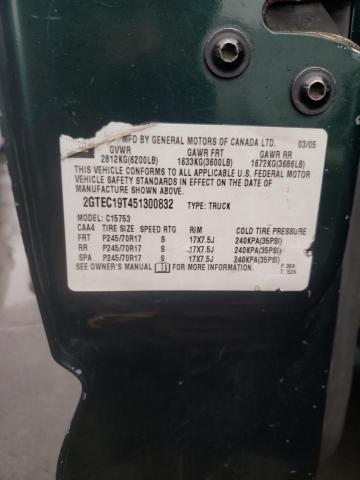 MFD BY GENERAL MOTORS OF CANADA LTD. 03/05
GVWR GAWR FRT GAWR RR
2812KG(6200LB) 1633KG(3600LB) 1672KG(3686LB)
THIS VEHICLE CONFORMS TO ALL APPLICABLE U.S. FEDERAL MOTOR
VEHICLE SAFETY STANDARDS IN EFFECT ON THE DATE OF
MANUFACTURE SHOWN ABOVE.
2GTEC19T451300832 TYPE: TRUCK
MODEL: C15753
CAA4 TIRE SIZE SPEED RTG RIM COLD TIRE PRESSURE
FRT P245/70R17 S 17X7.5J 240KPA(35PSI)
RR P245/70R17 S 17X7.5J 240KPA(35PSI)
SPA P245/70R17 S 17X7.5J 240KPA(35PSI)
SEE OWNER'S MANUAL FOR MORE INFORMATION.